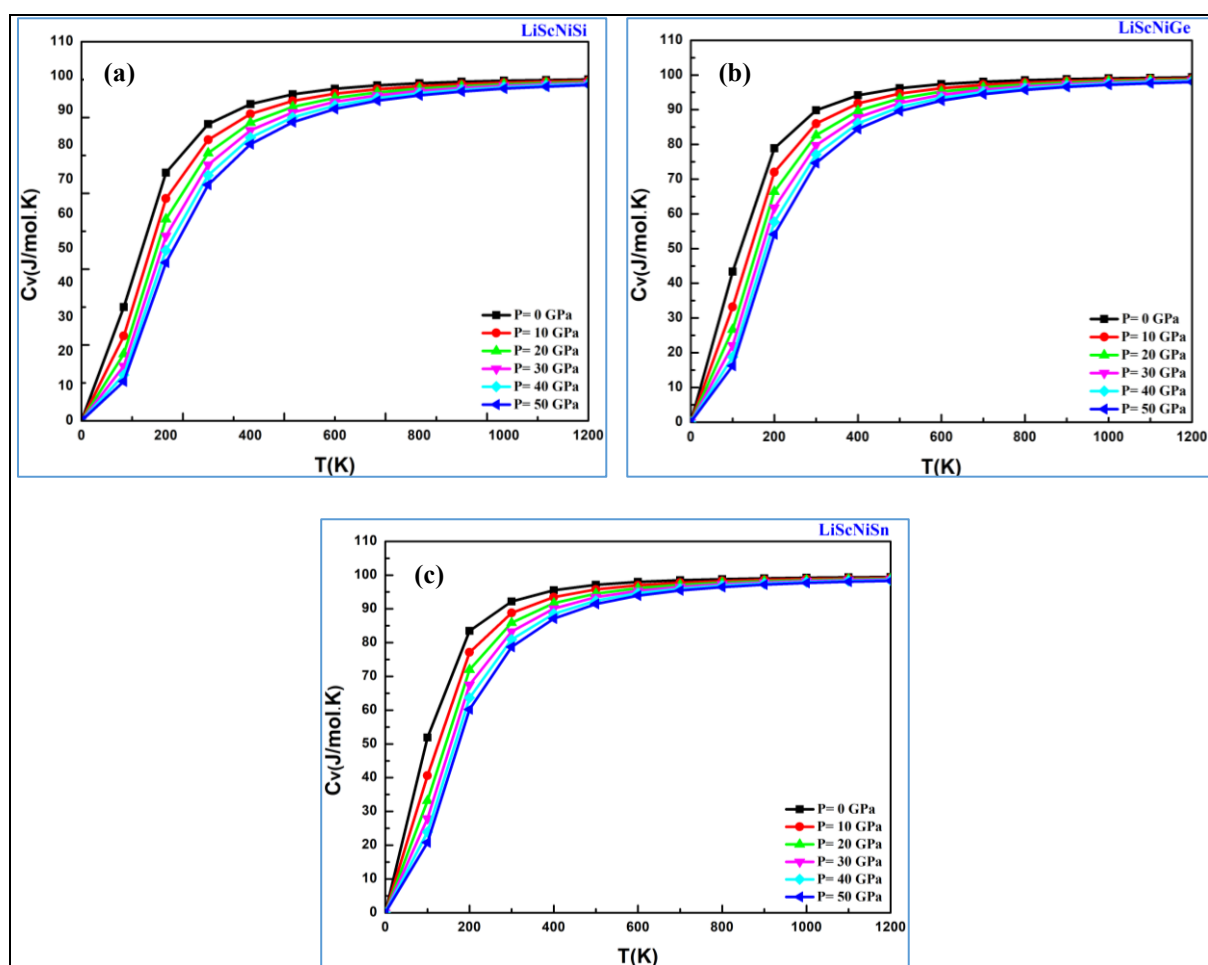 LiScNiSi
(a)
110
100
90
80
70
60
50
40
30
20
10
0
Cv(J/mol.K)
P= 0 GPa
P= 10 GPa
P= 20 GPa
P= 30 GPa
P= 40 GPa
P= 50 GPa
0 200 400 600 800 1000 1200
T(K)
LiScNiGe
(b)
110
100
90
80
70
60
50
40
30
20
10
0
Cv(J/mol.K)
P= 0 GPa
P= 10 GPa
P= 20 GPa
P= 30 GPa
P= 40 GPa
P= 50 GPa
0 200 400 600 800 1000 1200
T(K)
LiScNiSn
(c)
110
100
90
80
70
60
50
40
30
20
10
0
Cv(J/mol.K)
P= 0 GPa
P= 10 GPa
P= 20 GPa
P= 30 GPa
P= 40 GPa
P= 50 GPa
0 200 400 600 800 1000 1200
T(K)